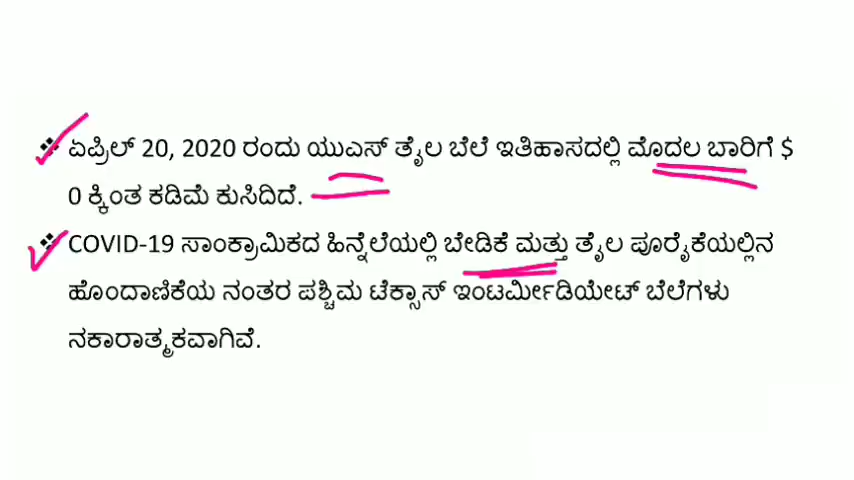 ❖ ಏಪ್ರಿಲ್ 20, 2020 ರಂದು ಯುಎಸ್ ತೈಲ ಬೆಲೆ ಇತಿಹಾಸದಲ್ಲಿ ಮೊದಲ ಬಾರಿಗೆ $
0 ಕ್ಕಿಂತ ಕಡಿಮೆ ಕುಸಿದಿದೆ.
❖ COVID-19 ಸಾಂಕ್ರಾಮಿಕದ ಹಿನ್ನೆಲೆಯಲ್ಲಿ ಬೇಡಿಕೆ ಮತ್ತು ತೈಲ ಪೂರೈಕೆಯಲ್ಲಿನ
ಹೊಂದಾಣಿಕೆಯ ನಂತರ ಪಶ್ಚಿಮ ಟೆಕ್ಸಾಸ್ ಇಂಟರ್ಮೀಡಿಯೇಟ್ ಬೆಲೆಗಳು
ನಕಾರಾತ್ಮಕವಾಗಿವೆ.